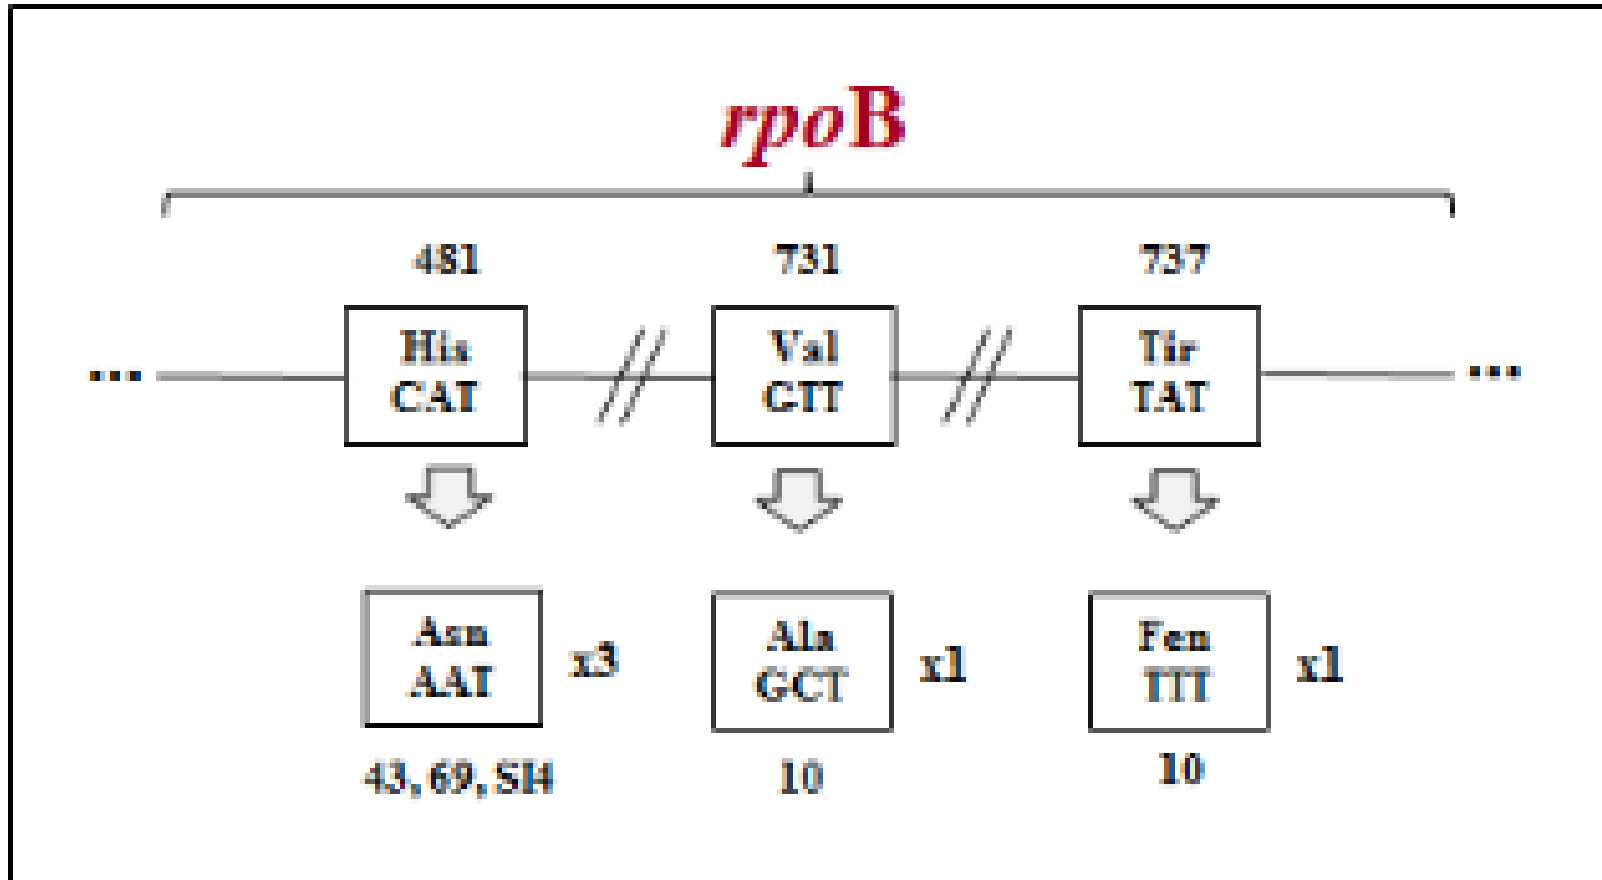 rpoB
481 731 737
... His Val Tir ...
CAT GTT TAT
Asn Ala Fen
AAT x3 GCT x1 TTT x1
43, 69, SI4 10 10